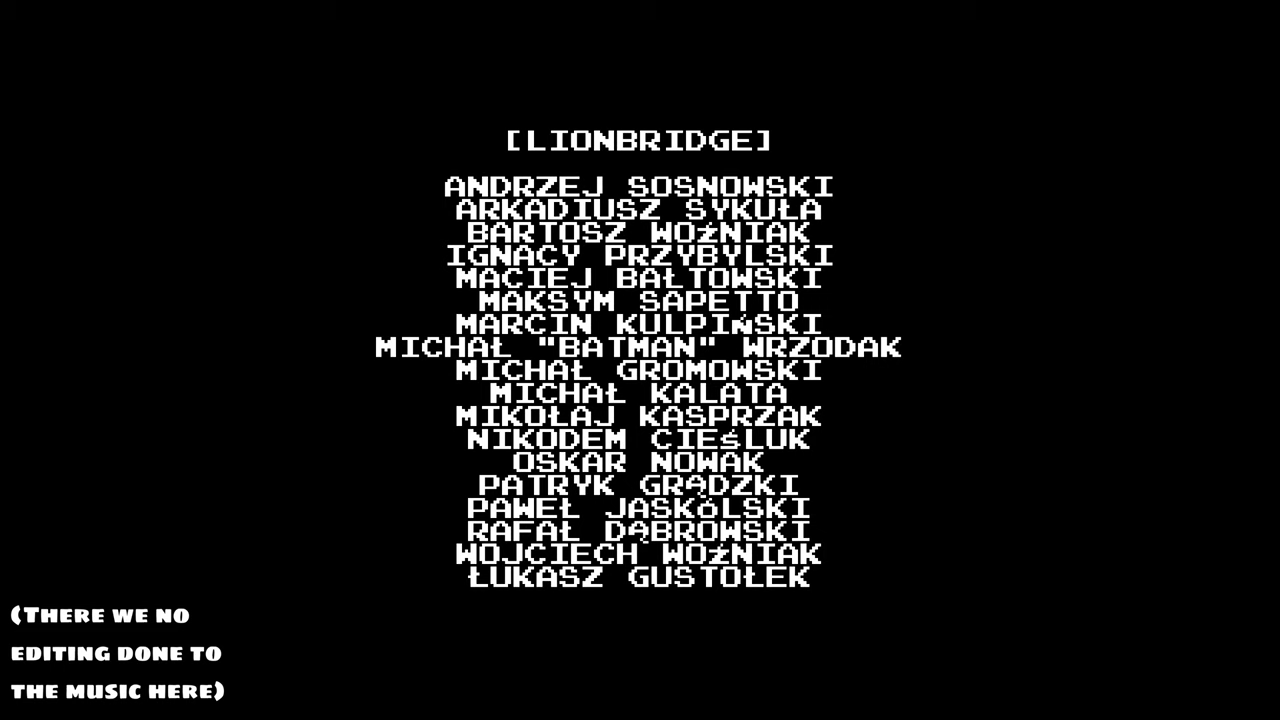 [LIONBRIDGE]
ANDRZEJ SOSNOWSKI
ARKADIUSZ SYKUŁA
BARTOSZ WOźNIAK
IGNACY PRZYBYLSKI
MACIEJ BAŁTOWSKI
MAKSYM SAPETTO
MARCIN KULPIńSKI
MICHAŁ "BATMAN" WRZODAK
MICHAŁ GROMOWSKI
MICHAŁ KALATA
MIKOŁAJ KASPRZAK
NIKODEM CIEśLUK
OSKAR NOWAK
PATRYK GRĄDZKI
PAWEŁ JASKóLSKI
RAFAŁ DĄBROWSKI
WOJCIECH WOźNIAK
ŁUKASZ GUSTOŁEK
(THERE WE NO
EDITING DONE TO
THE MUSIC HERE)